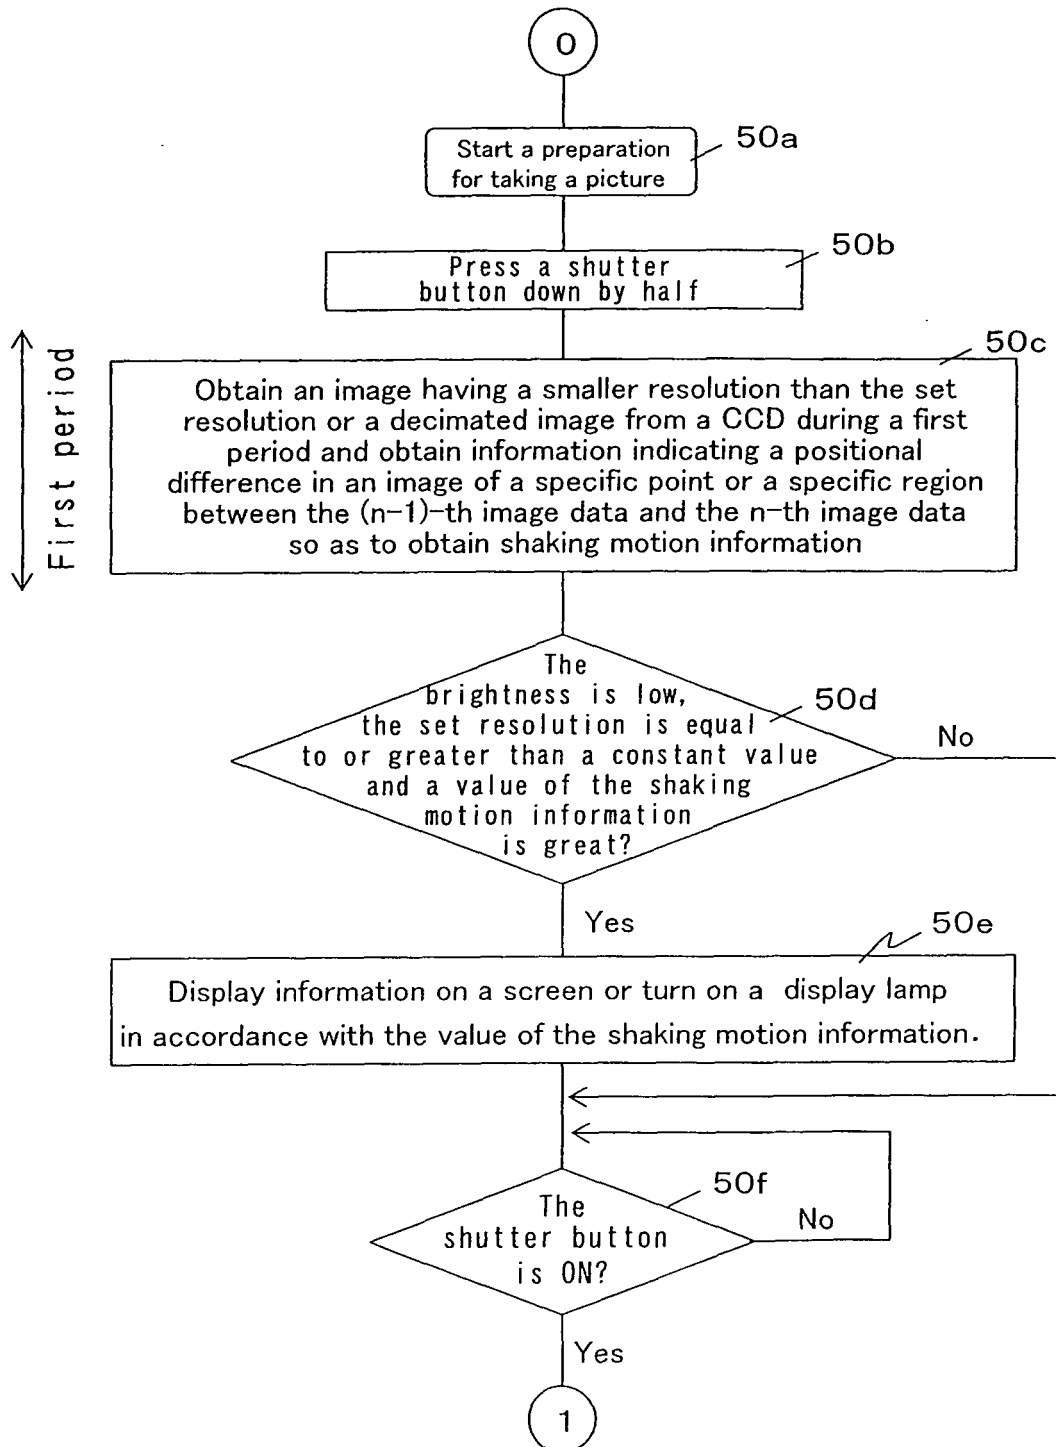 0
50a
Start a preparation
for taking a picture
50b
Press a shutter
button down by half
First period
50c
Obtain an image having a smaller resolution than the set
resolution or a decimated image from a CCD during a first
period and obtain information indicating a positional
difference in an image of a specific point or a specific region
between the (n-1)-th image data and the n-th image data
so as to obtain shaking motion information
The
brightness is low,
the set resolution is equal
to or greater than a constant value
and a value of the shaking
motion information
is great?
50d
No
Yes
50e
Display information on a screen or turn on a display lamp
in accordance with the value of the shaking motion information.
50f
The
shutter button
is ON?
No
Yes
1